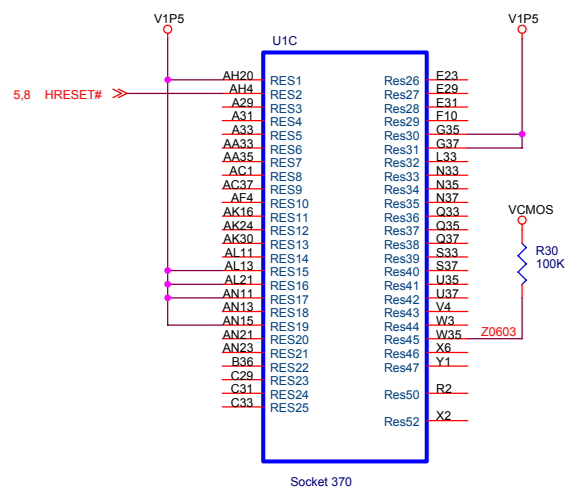 V1P5 V1P5
U1C
AH20 RES1 Res26 E23
5,8 HRESET# AH4 RES2 Res27 E29
A29 RES3 Res28 E31
A31 RES4 Res29 F10
A33 RES5 Res30 G35
AA33 RES6 Res31 G37
AA35 RES7 Res32 L33
AC1 RES8 Res33 N33
AC37 RES9 Res34 N35
AF4 RES10 Res35 N37
AK16 RES11 Res36 Q33
AK24 RES12 Res37 Q35
AK30 RES13 Res38 Q37
AL11 RES14 Res39 S33
AL13 RES15 Res40 S37
AL21 RES16 Res41 U35
AN11 RES17 Res42 U37
AN13 RES18 Res43 V4
AN15 RES19 Res44 W3
AN21 RES20 Res45 W35 Z0603
AN23 RES21 Res46 X6
B36 RES22 Res47 Y1
C29 RES23
C31 RES24 Res50 R2
C33 RES25
Res52 X2
VCMOS
R30
100K
Socket 370